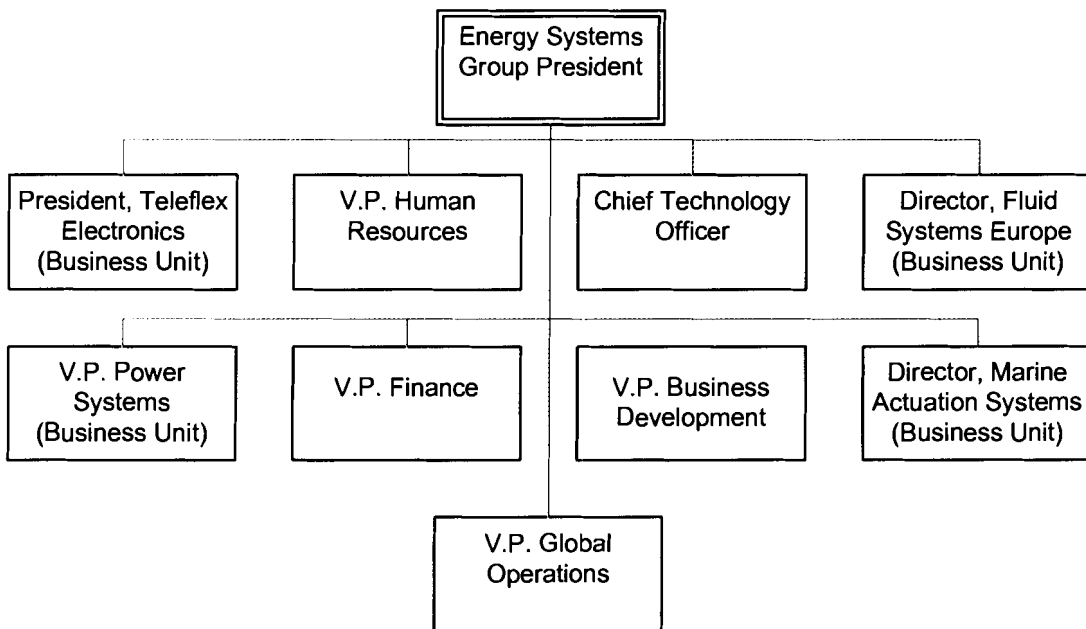 Energy Systems
Group President
President, Teleflex
Electronics
(Business Unit)
V.P. Human
Resources
Chief Technology
Officer
Director, Fluid
Systems Europe
(Business Unit)
V.P. Power
Systems
(Business Unit)
V.P. Finance
V.P. Business
Development
Director, Marine
Actuation Systems
(Business Unit)
V.P. Global
Operations